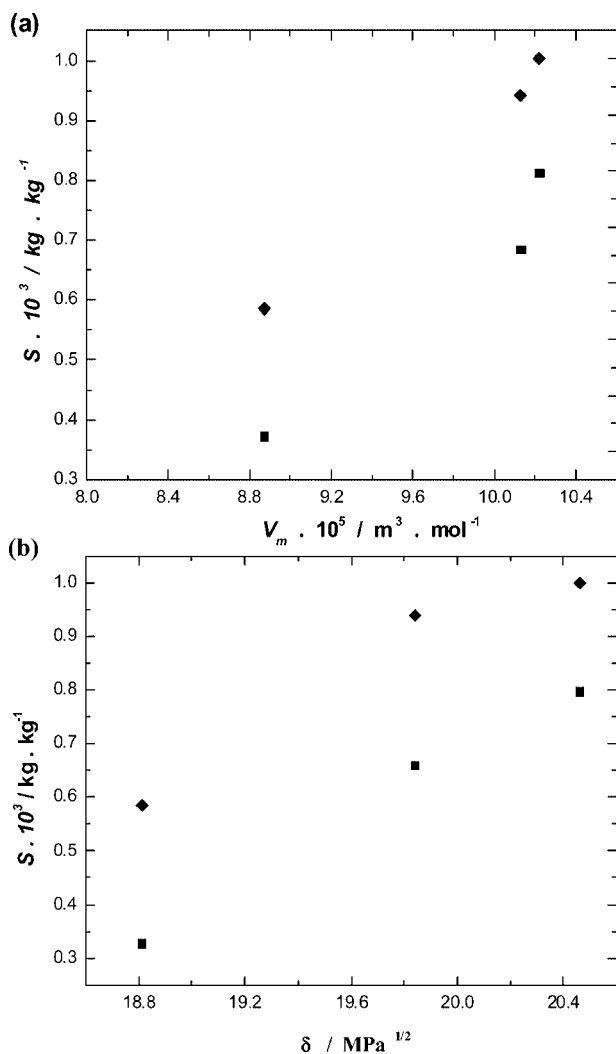 (a)
1.0
0.9
0.8
0.7
0.6
0.5
0.4
0.3
S . 10³ / kg . kg⁻¹
8.0 8.4 8.8 9.2 9.6 10.0 10.4
Vₘ . 10⁵ / m³ . mol⁻¹
(b)
1.0
0.9
0.8
0.7
0.6
0.5
0.4
0.3
S . 10³ / kg . kg⁻¹
18.8 19.2 19.6 20.0 20.4
δ / MPa ¹/²